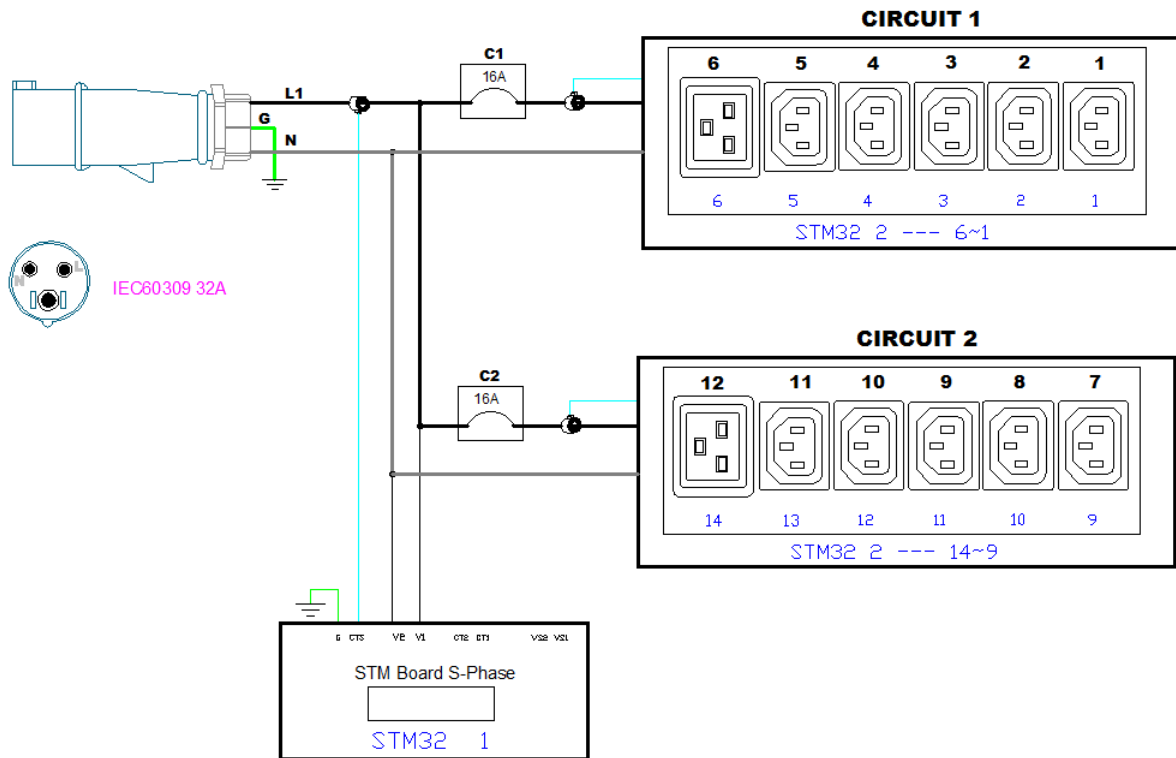 CIRCUIT 1
C1
16A
L1
G
N
6 5 4 3 2 1
6 5 4 3 2 1
STM32 2 --- 6~1
N L
IEC60309 32A
CIRCUIT 2
C2
16A
12 11 10 9 8 7
14 13 12 11 10 9
STM32 2 --- 14~9
G CT3 V2 V1 CT2 CT1 VS2 VS1
STM Board S-Phase
STM32 1